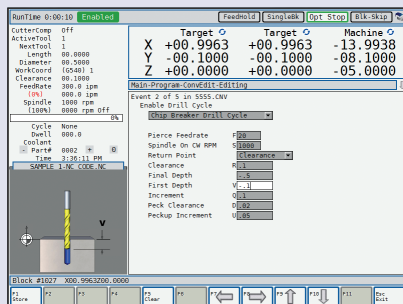 RunTime 0:00:10 Enabled FeedHold SingleBk Opt Stop Blk-Skip
CutterComp Off
ActiveTool 1
NextTool 1
Length 00.0000
Diameter 00.5000
WorkCoord (G540) 1
Clearance 00.1000
FeedRate 300.0 ipm
(0%) 000.0 ipm
Spindle 1000 rpm
(100%) 0000 rpm Off
0%
Cycle None
Dwell 000.0
Coolant
- Part# 0002 + 0
Time 3:36:11 PM
SAMPLE 1-NC CODE.NC
V
Target Target Machine
X +00.9963 +00.9963 -13.9938
Y -00.1000 -00.1000 -08.1000
Z +00.0000 +00.0000 -05.0000
Main-Program-ConvEdit-Editing
Event 2 of 5 in 5555.CNV
Enable Drill Cycle
Chip Breaker Drill Cycle
Pierce Feedrate F 20
Spindle On CW RPM S 1000
Return Point Clearance
Clearance R .1
Final Depth -.5
First Depth V -.1
Increment Q .1
Peck Clearance D .02
Peckup Increment U .05
Block #1027 X00.9963Z00.0000
F1 Store F2 F3 F4 F5 Clear F6 F7 F8 F9 F10 F11 Esc Exit